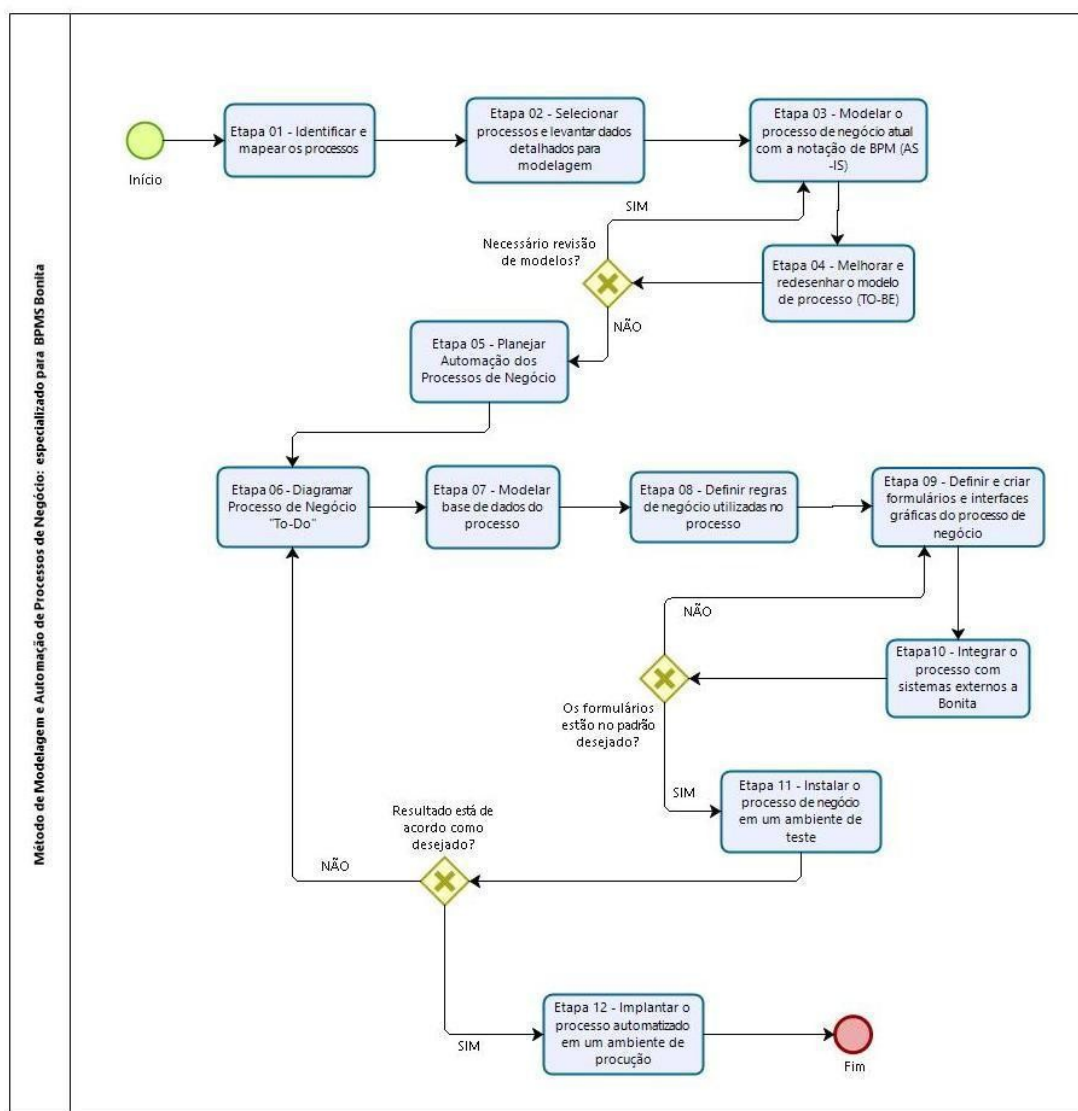 Método de Modelagem e Automação de Processos de Negócio: especializado para BPMS Bonita
Início
Etapa 01 - Identificar e
mapear os processos
Etapa 02 - Selecionar
processos e levantar dados
detalhados para
modelagem
Etapa 03 - Modelar o
processo de negócio atual
com a notação de BPM (AS
-IS)
SIM
Necessário revisão
de modelos?
Etapa 04 - Melhorar e
redesenhar o modelo
de processo (TO-BE)
NÃO
Etapa 05 - Planejar
Automação dos
Processos de Negócio
Etapa 06 - Diagramar
Processo de Negócio
"To-Do"
Etapa 07 - Modelar
base de dados do
processo
Etapa 08 - Definir regras
de negócio utilizadas no
processo
Etapa 09 - Definir e criar
formulários e interfaces
gráficas do processo de
negócio
NÃO
Etapa10 - Integrar o
processo com
sistemas externos a
Bonita
Os formulários
estão no padrão
desejado?
SIM
Etapa 11 - Instalar o
processo de negócio
em um ambiente de
teste
Resultado está de
acordo como
desejado?
NÃO
SIM
Etapa 12 - Implantar o
processo automatizado
em um ambiente de
procução
Fim